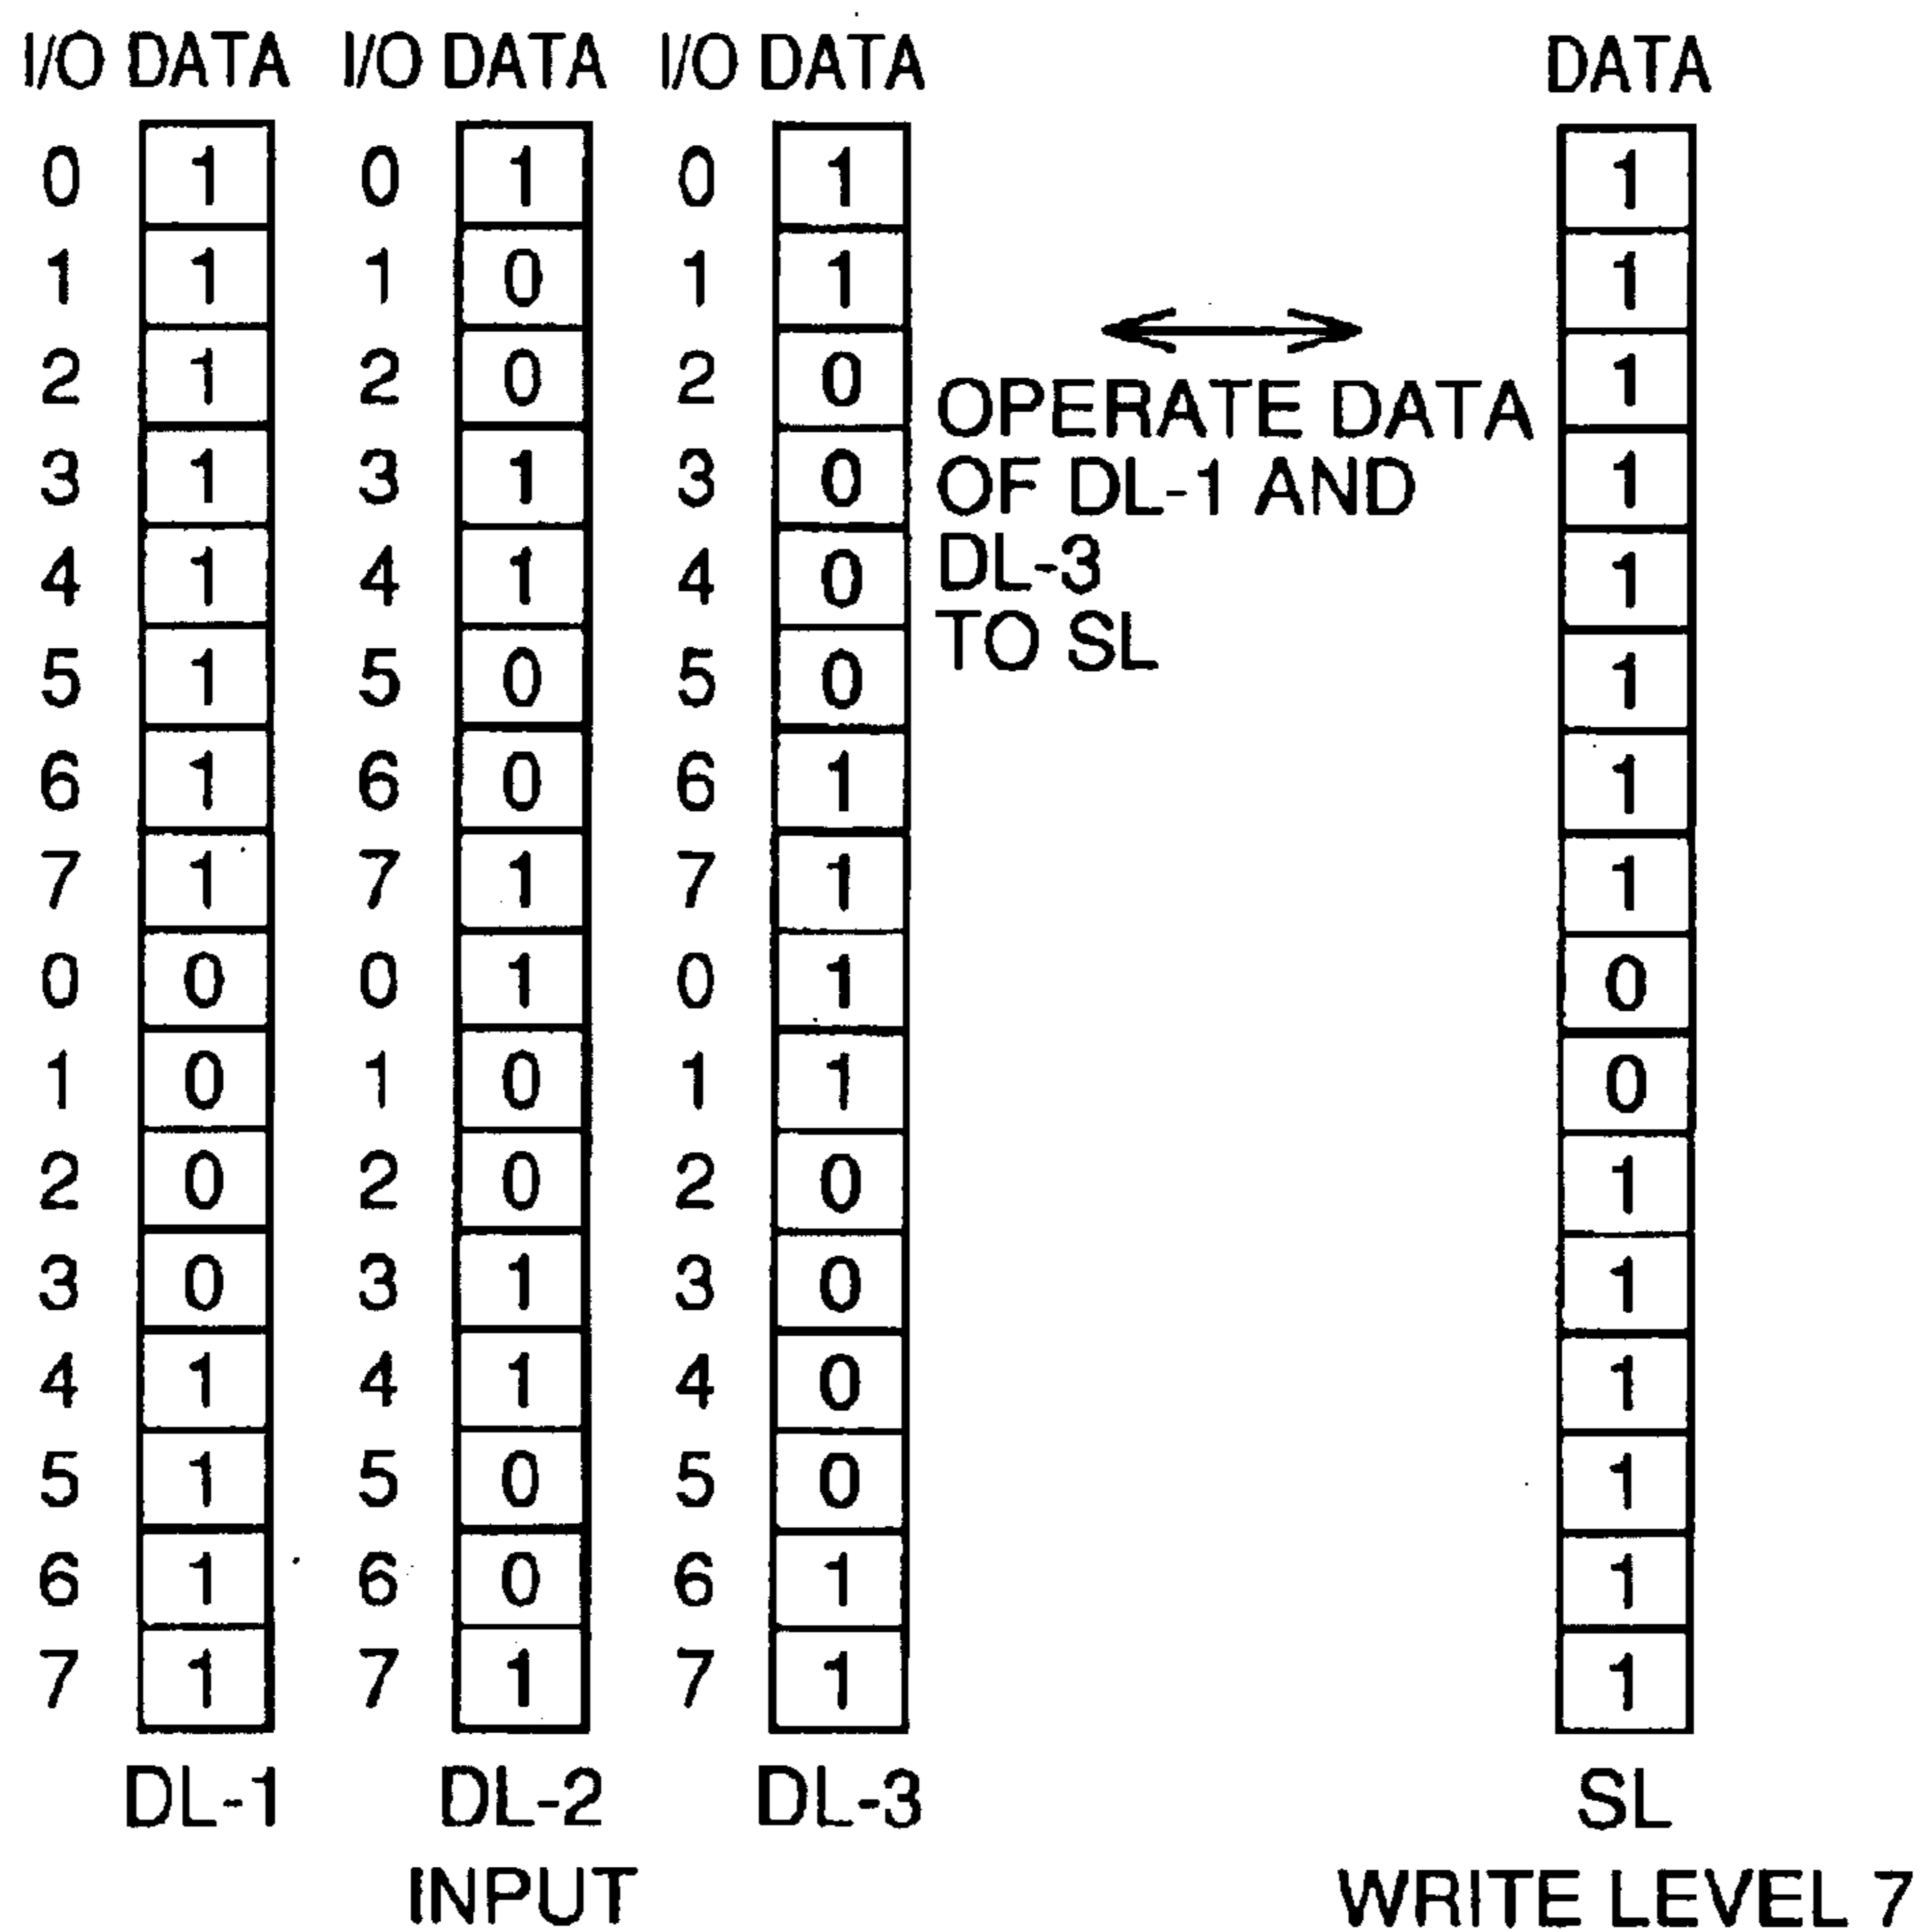 I/O DATA I/O DATA I/O DATA DATA
0 1 0 1 0 1 1
1 1 1 0 1 1 1
2 1 2 0 2 0 1
3 1 3 1 3 0 1
4 1 4 1 4 0 1
5 1 5 0 5 0 1
6 1 6 0 6 1 1
7 1 7 1 7 1 1
0 0 0 1 0 1 0
1 0 1 0 1 1 0
2 0 2 0 2 0 1
3 0 3 1 3 0 1
4 1 4 1 4 0 1
5 1 5 0 5 0 1
6 1 6 0 6 1 1
7 1 7 1 7 1 1
OPERATE DATA
OF DL-1 AND
DL-3
TO SL
DL-1 DL-2 DL-3 SL
INPUT WRITE LEVEL 7